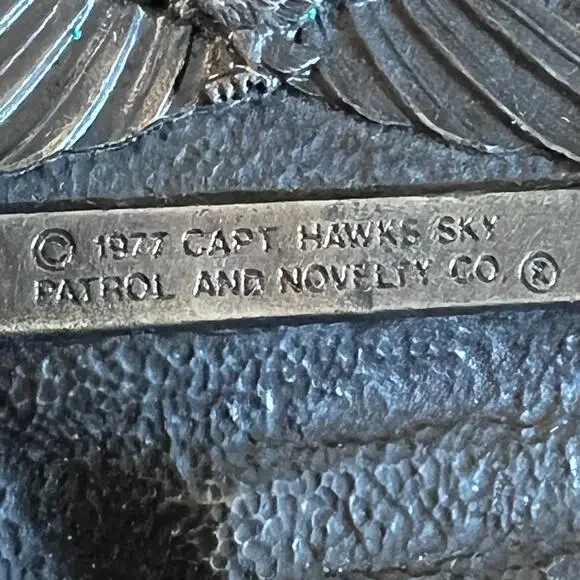 © 1977 CAPT. HAWKS SKY
PATROL AND NOVELTY CO.